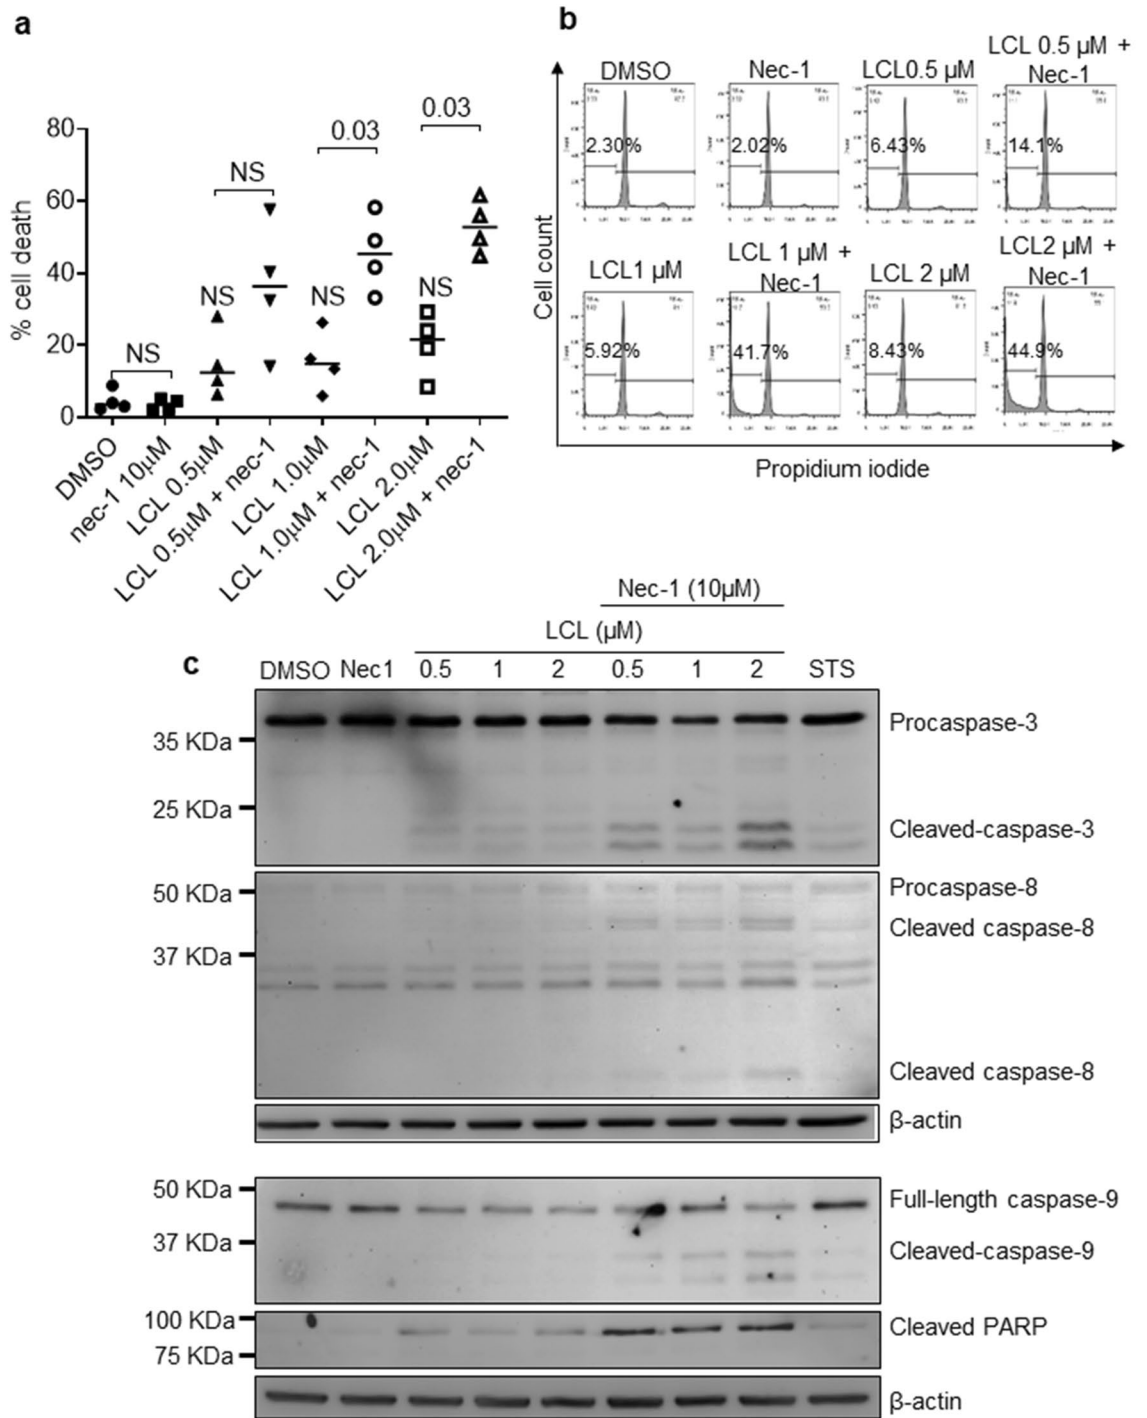 a
80
60
40
20
0
% cell death
NS
NS
NS
NS
0.03
NS
0.03
DMSO
nec-1 10µM
LCL 0.5µM
LCL 0.5µM + nec-1
LCL 1.0µM
LCL 1.0µM + nec-1
LCL 2.0µM
LCL 2.0µM + nec-1
b
DMSO
Nec-1
LCL0.5 µM
LCL 0.5 µM +
Nec-1
2.30%
2.02%
6.43%
14.1%
LCL1 µM
LCL 1 µM +
Nec-1
LCL 2 µM
LCL2 µM +
Nec-1
5.92%
41.7%
8.43%
44.9%
Cell count
Propidium iodide
Nec-1 (10µM)
LCL (µM)
c
DMSO Nec1 0.5 1 2 0.5 1 2 STS
Procaspase-3
35 KDa
25 KDa
Cleaved-caspase-3
50 KDa
Procaspase-8
Cleaved caspase-8
37 KDa
Cleaved caspase-8
β-actin
50 KDa
Full-length caspase-9
37 KDa
Cleaved-caspase-9
100 KDa
Cleaved PARP
75 KDa
β-actin